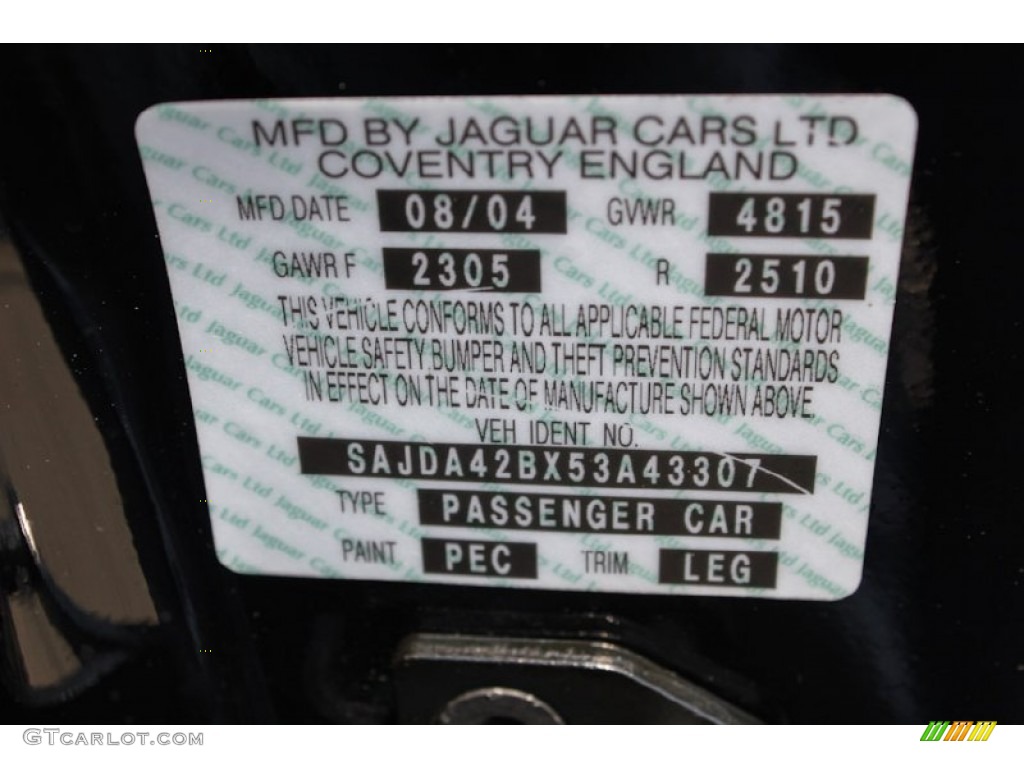 MFD BY JAGUAR CARS LTD
COVENTRY ENGLAND
MFD DATE 08/04 GVWR 4815
GAWR F 2305 R 2510
THIS VEHICLE CONFORMS TO ALL APPLICABLE FEDERAL MOTOR
VEHICLE SAFETY BUMPER AND THEFT PREVENTION STANDARDS
IN EFFECT ON THE DATE OF MANUFACTURE SHOWN ABOVE.
VEH IDENT NO.
SAJDA42BX53A43307
TYPE PASSENGER CAR
PAINT PEC TRIM LEG
GTCarlot.com